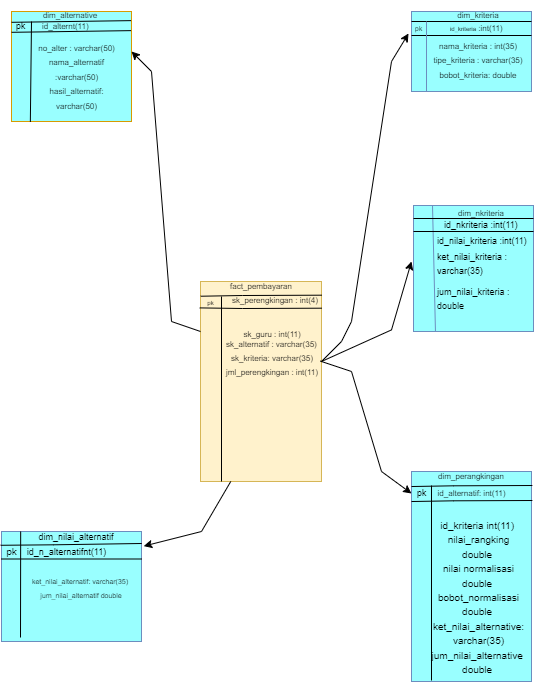 dim_alternative
pk id_alternt(11)
no_alter : varchar(50)
nama_alternatif
:varchar(50)
hasil_alternatif:
varchar(50)
dim_kriteria
pk id_kriteria :int(11)
nama_kriteria : int(35)
tipe_kriteria : varchar(35)
bobot_kriteria: double
dim_nkriteria
id_nkriteria :int(11)
id_nilai_kriteria :int(11)
ket_nilai_kriteria :
varchar(35)
jum_nilai_kriteria :
double
fact_pembayaran
pk sk_perengkingan : int(4)
sk_guru : int(11)
sk_alternatif : varchar(35)
sk_kriteria: varchar(35)
jml_perengkingan : int(11)
dim_perangkingan
pk id_alternatif: int(11)
id_kriteria int(11)
nilai_rangking
double
nilai normalisasi
double
bobot_normalisasi
double
ket_nilai_alternative:
varchar(35)
jum_nilai_alternative
double
dim_nilai_alternatif
pk id_n_alternatifnt(11)
ket_nilai_alternatif: varchar(35)
jum_nilai_alternatif double